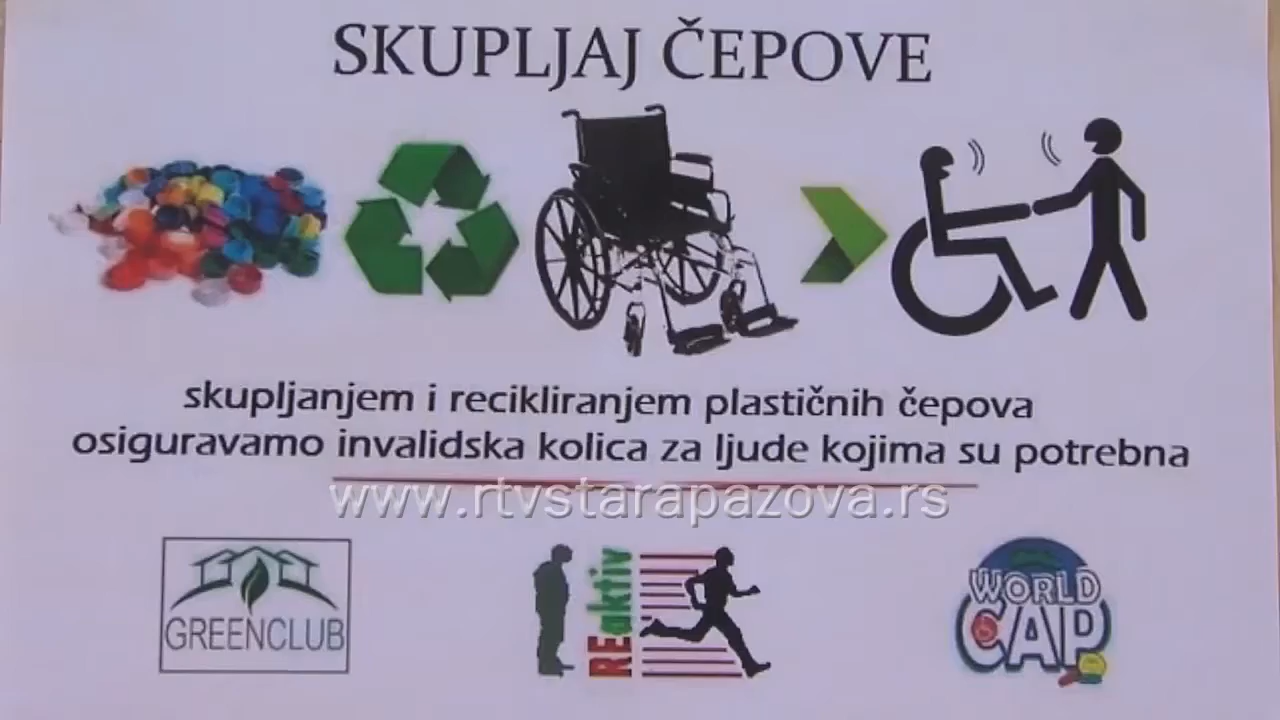 SKUPLJAJ ČEPOVE
skupljanjem i recikliranjem plastičnih čepova
osiguravamo invalidska kolica za ljude kojima su potrebna
www.rtvstarapazova.rs
GREENCLUB
REaktiv
WORLD
CAP